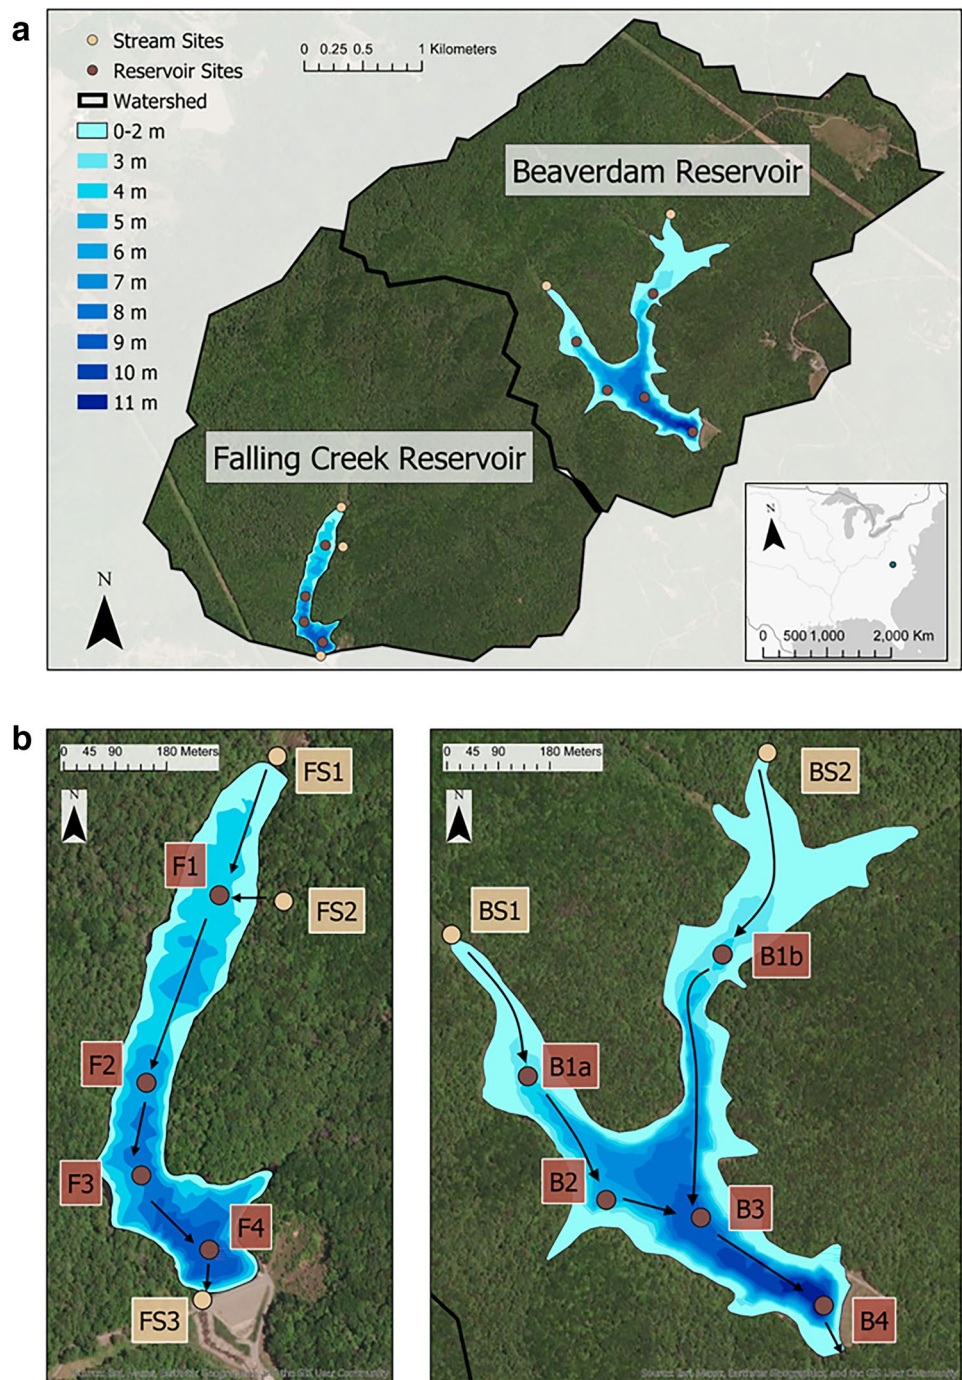 a
Stream Sites
Reservoir Sites
Watershed
0-2 m
3 m
4 m
5 m
6 m
7 m
8 m
9 m
10 m
11 m
0 0.25 0.5 1 Kilometers
Beaverdam Reservoir
Falling Creek Reservoir
N
N
0 500 1,000 2,000 Km
b
0 45 90 180 Meters
N
FS1
F1
FS2
F2
F3
F4
FS3
0 45 90 180 Meters
N
BS2
BS1
B1b
B1a
B2
B3
B4